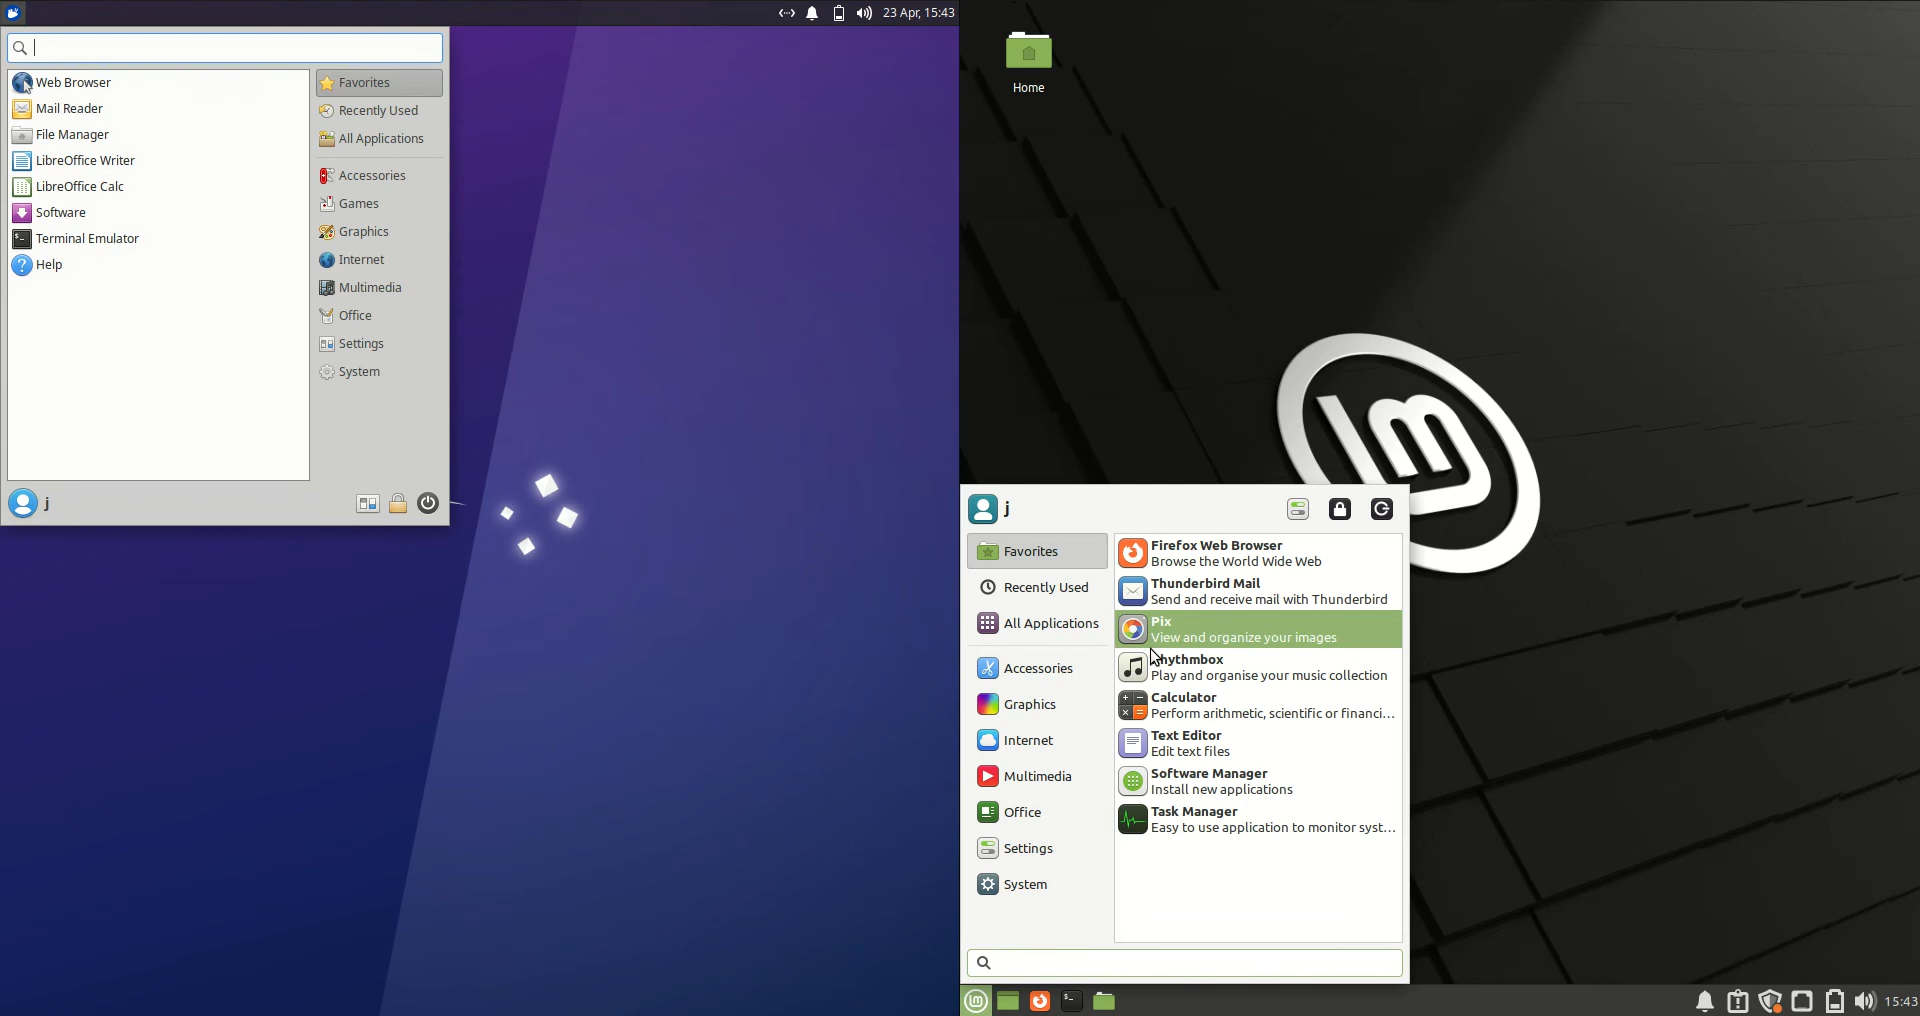 23 Apr, 15:43
Web Browser
Mail Reader
File Manager
LibreOffice Writer
LibreOffice Calc
Software
Terminal Emulator
Help
Favorites
Recently Used
All Applications
Accessories
Games
Graphics
Internet
Multimedia
Office
Settings
System
j
Home
lm
j
Favorites
Recently Used
All Applications
Accessories
Graphics
Internet
Multimedia
Office
Settings
System
Firefox Web Browser
Browse the World Wide Web
Thunderbird Mail
Send and receive mail with Thunderbird
Pix
View and organize your images
hythmbox
Play and organise your music collection
Calculator
Perform arithmetic, scientific or financi...
Text Editor
Edit text files
Software Manager
Install new applications
Task Manager
Easy to use application to monitor syst...
15:43